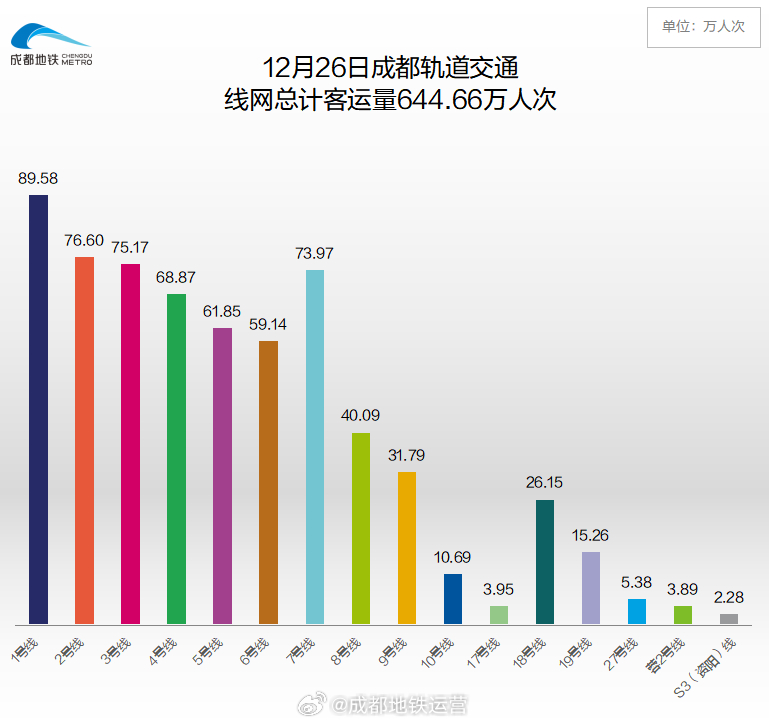 单位：万人次
成都地铁 CHENGDU METRO
12月26日成都轨道交通
线网总计客运量644.66万人次
89.58
76.60
75.17
68.87
61.85
59.14
73.97
40.09
31.79
10.69
3.95
26.15
15.26
5.38
3.89
2.28
1号线
2号线
3号线
4号线
5号线
6号线
7号线
8号线
9号线
10号线
17号线
18号线
19号线
27号线
蓉2号线
S3（资阳）线
@成都地铁运营